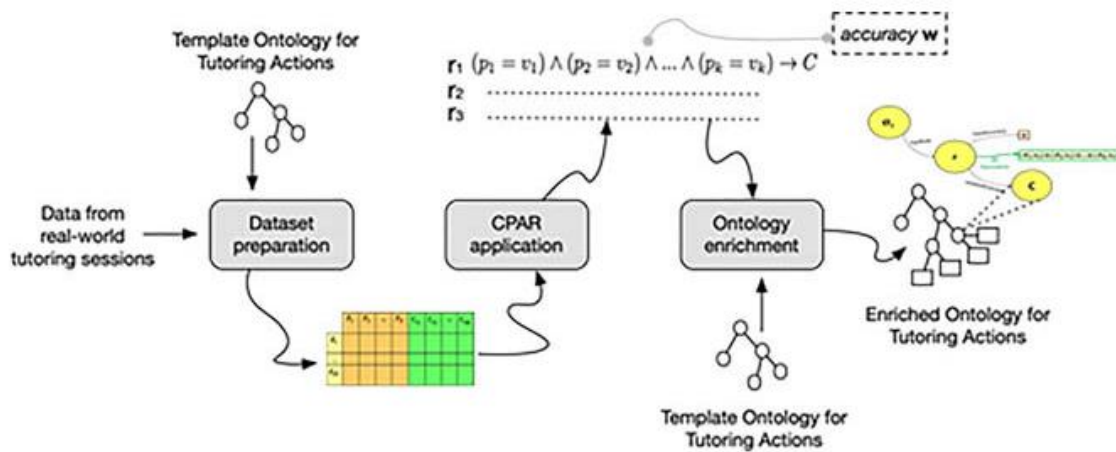 Template Ontology for
Tutoring Actions
accuracy w
r1 (p1 = v1) ∧ (p2 = v2) ∧ ... ∧ (pk = vk) → C
r2
r3
Data from
real-world
tutoring sessions
Dataset
preparation
CPAR
application
Ontology
enrichment
C
Enriched Ontology for
Tutoring Actions
Template Ontology for
Tutoring Actions